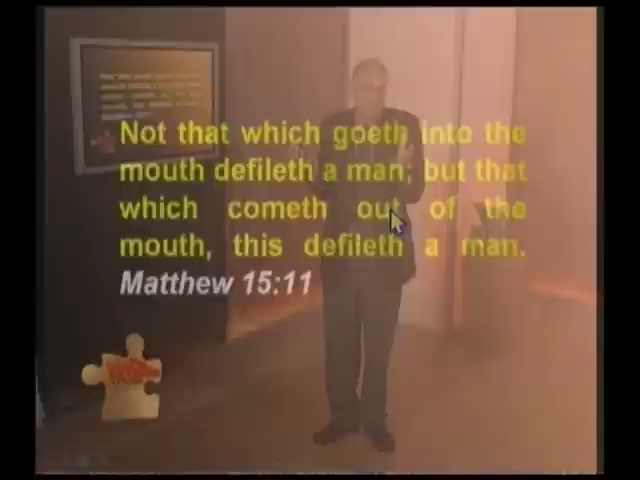 Not that which goeth into the
mouth defileth a man; but that
which cometh out of the
mouth, this defileth a man.
Matthew 15:11